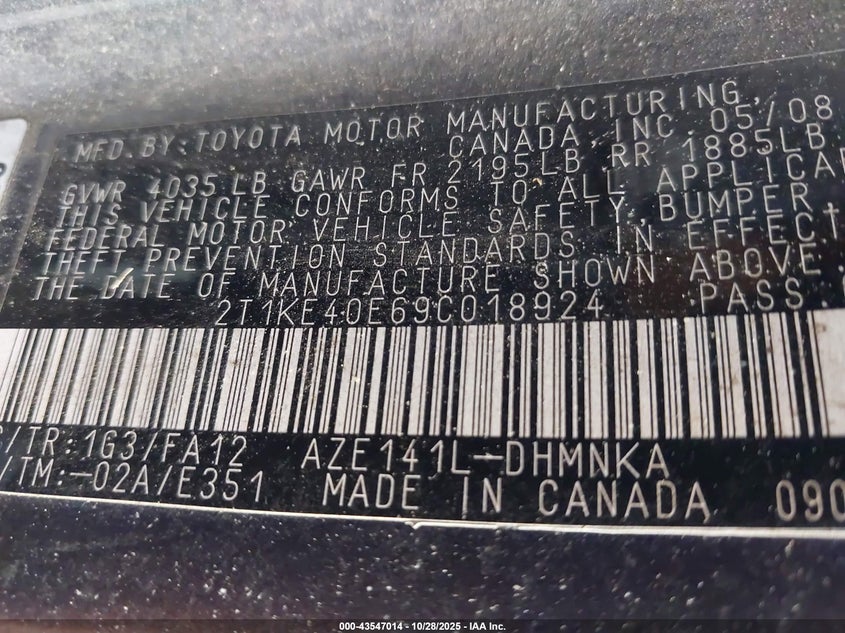 MFD. BY: TOYOTA MOTOR MANUFACTURING,
CANADA, INC. 05/08
GVWR 4035 LB GAWR FR 2195LB RR 1885LB
THIS VEHICLE CONFORMS TO ALL APPLICA
FEDERAL MOTOR VEHICLE SAFETY, BUMPER,
THEFT PREVENTION STANDARDS IN EFFECT
THE DATE OF MANUFACTURE SHOWN ABOVE.
2T1KE40E69C018924 PASS.
/TR: 1G3/FA12 AZE141L-DHMNKA
/TM: -02A/E351 MADE IN CANADA 090
000-43547014 - 10/28/2025 - IAA Inc.